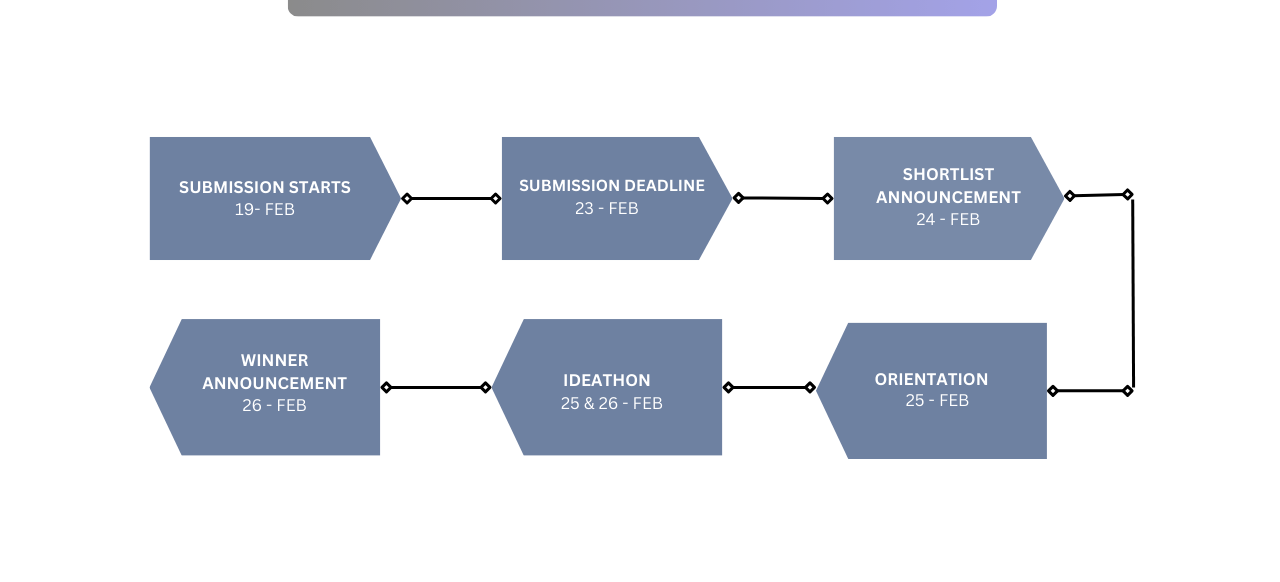 SUBMISSION STARTS
19- FEB
SUBMISSION DEADLINE
23 - FEB
SHORTLIST
ANNOUNCEMENT
24 - FEB
ORIENTATION
25 - FEB
IDEATHON
25 & 26 - FEB
WINNER
ANNOUNCEMENT
26 - FEB